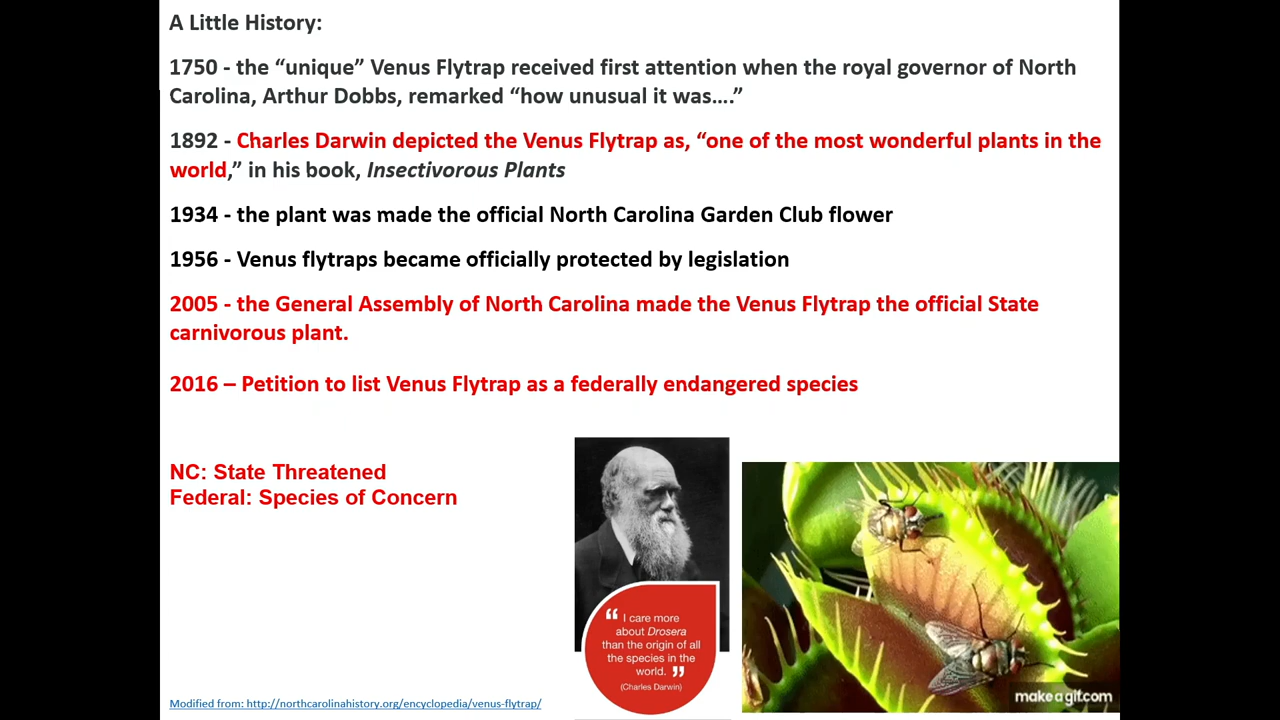 A Little History:
1750 - the “unique” Venus Flytrap received first attention when the royal governor of North
Carolina, Arthur Dobbs, remarked “how unusual it was….”
1892 - Charles Darwin depicted the Venus Flytrap as, “one of the most wonderful plants in the
world,” in his book, Insectivorous Plants
1934 - the plant was made the official North Carolina Garden Club flower
1956 - Venus flytraps became officially protected by legislation
2005 - the General Assembly of North Carolina made the Venus Flytrap the official State
carnivorous plant.
2016 – Petition to list Venus Flytrap as a federally endangered species
NC: State Threatened
Federal: Species of Concern
“ I care more
about Drosera
than the origin of all
the species in the
world. ”
(Charles Darwin)
makeagif.com
Modified from: http://northcarolinahistory.org/encyclopedia/venus-flytrap/